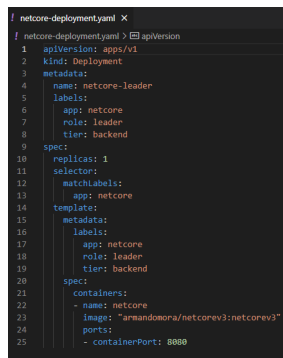 netcore-deployment.yaml ×
netcore-deployment.yaml > apiVersion
1 apiVersion: apps/v1
2 kind: Deployment
3 metadata:
4   name: netcore-leader
5   labels:
6     app: netcore
7     role: leader
8     tier: backend
9 spec:
10   replicas: 1
11   selector:
12     matchLabels:
13       app: netcore
14   template:
15     metadata:
16       labels:
17         app: netcore
18         role: leader
19         tier: backend
20     spec:
21       containers:
22       - name: netcore
23         image: "armandomora/netcorev3:netcorev3"
24         ports:
25         - containerPort: 8080